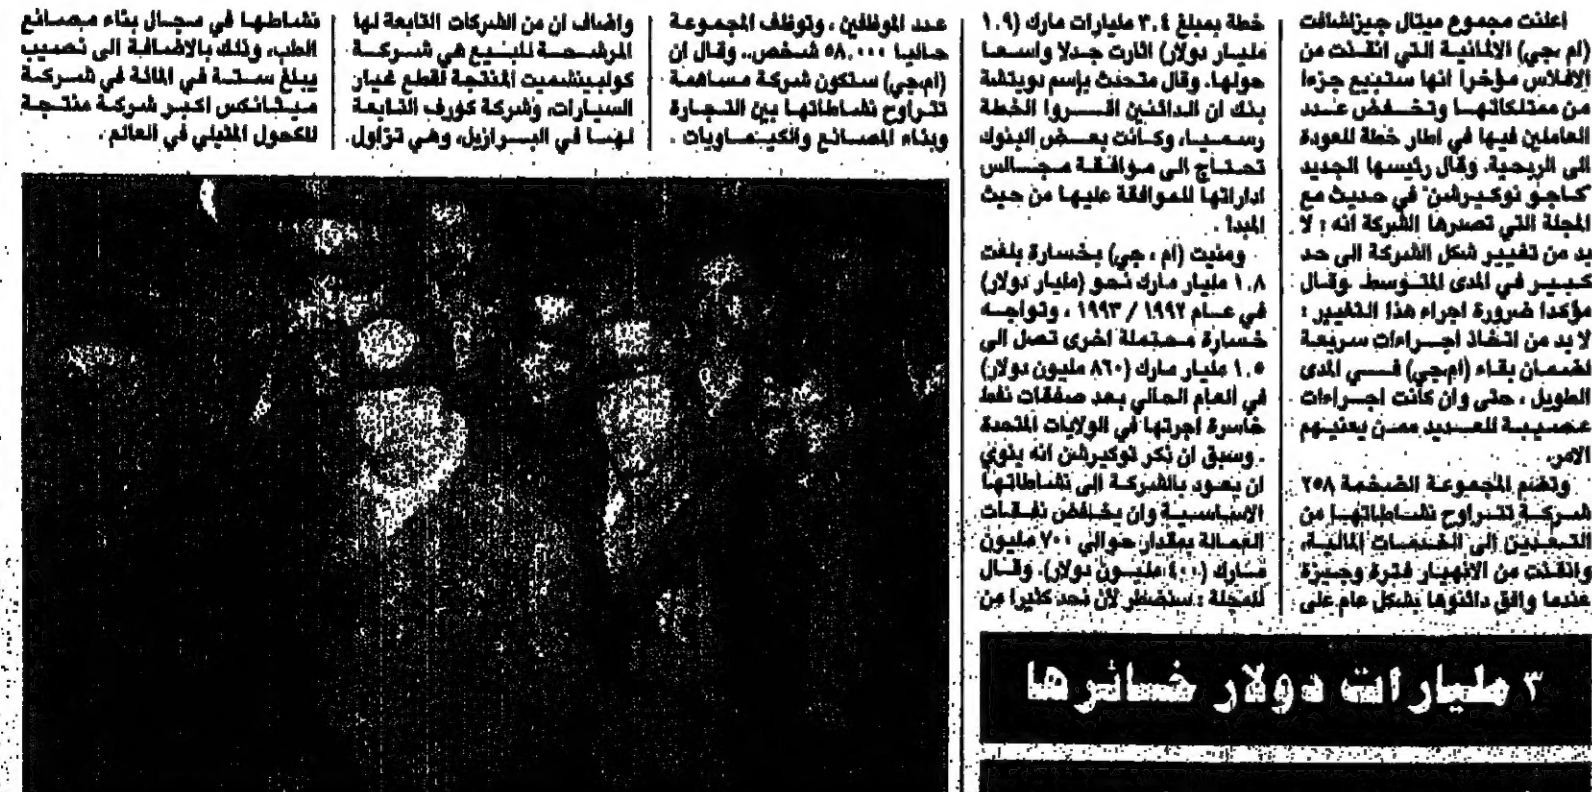 اعلنت مجموع ميتال جيزلشافت
(ام جي) الالمانية التي انقذت من
الافلاس مؤخرا انها ستبيع جزءا
من ممتلكاتها وتخفض عدد
العاملين فيها في اطار خطة للعودة
الى الربحية. وقال رئيسها الجديد
كاجو نوكيرشن" في حديث مع
المجلة التي تصدرها الشركة انه : لا
بد من تغيير شكل الشركة الى حد
كبير في المدى المتوسط. وقال
مؤكدا ضرورة اجراء هذا التغيير :
لا بد من اتخاذ اجراءات سريعة
لضمان بقاء (ام.جي) في المدى
الطويل ، حتى وان كانت اجراءات
عصيبة للعديد ممن يعنيهم
الامر.
وتضم المجموعة الضخمة ٢٥٨
شركة تتراوح نشاطاتها من
التعدين الى الخدمات المالية،
وانقذت من الانهيار فترة وجيزة
عندما وافق دائنوها بشكل عام على
خطة بمبلغ ٣.٤ مليارات مارك (١.٩
مليار دولار) اثارت جدلا واسعا
حولها. وقال متحدث بإسم دويتشة
بنك ان الدائنين اقروا الخطة
رسميا، وكانت بعض البنوك
تحتاج الى موافقة مجالس
اداراتها للموافقة عليها من حيث
المبدا .
ومنيت (ام . جي) بخسارة بلغت
١.٨ مليار مارك نحو (مليار دولار)
في عام ١٩٩٢ / ١٩٩٣ ، وتواجه
خسارة محتملة اخرى تصل الى
١.٥ مليار مارك (٨٦٠ مليون دولار)
في العام الحالي بعد صفقات نفط
خاسرة اجرتها في الولايات المتحدة
. وسبق ان ذكر نوكيرشن انه ينوي
ان يعود بالشركة الى نشاطاتها
الاساسية وان يخفض نفقات
العمالة بمقدار حوالي ٧٠٠ مليون
مارك (٤٠٠ مليون دولار). وقال
للمجلة : سنضطر لأن نحد كثيرا من
عدد الموظفين ، وتوظف المجموعة
حاليا ٥٨.٠٠٠ شخص.. وقال ان
(ام.جي) ستكون شركة مساهمة
تتراوح نشاطاتها بين التجارة
وبناء المصانع والكيماويات .
واضاف ان من الشركات التابعة لها
المرشحة للبيع هي شركة
كولبينشميت المنتجة لقطع غيار
السيارات، وشركة كورف التابعة
لها في البرازيل، وهي تزاول
نشاطها في مجال بناء مصانع
الطب، وذلك بالاضافة الى نصيب
يبلغ ستة في المائة في شركة
ميثانكس اكبر شركة منتجة
للكحول المثيلي في العالم.
٣ مليارات دولار خسائرها